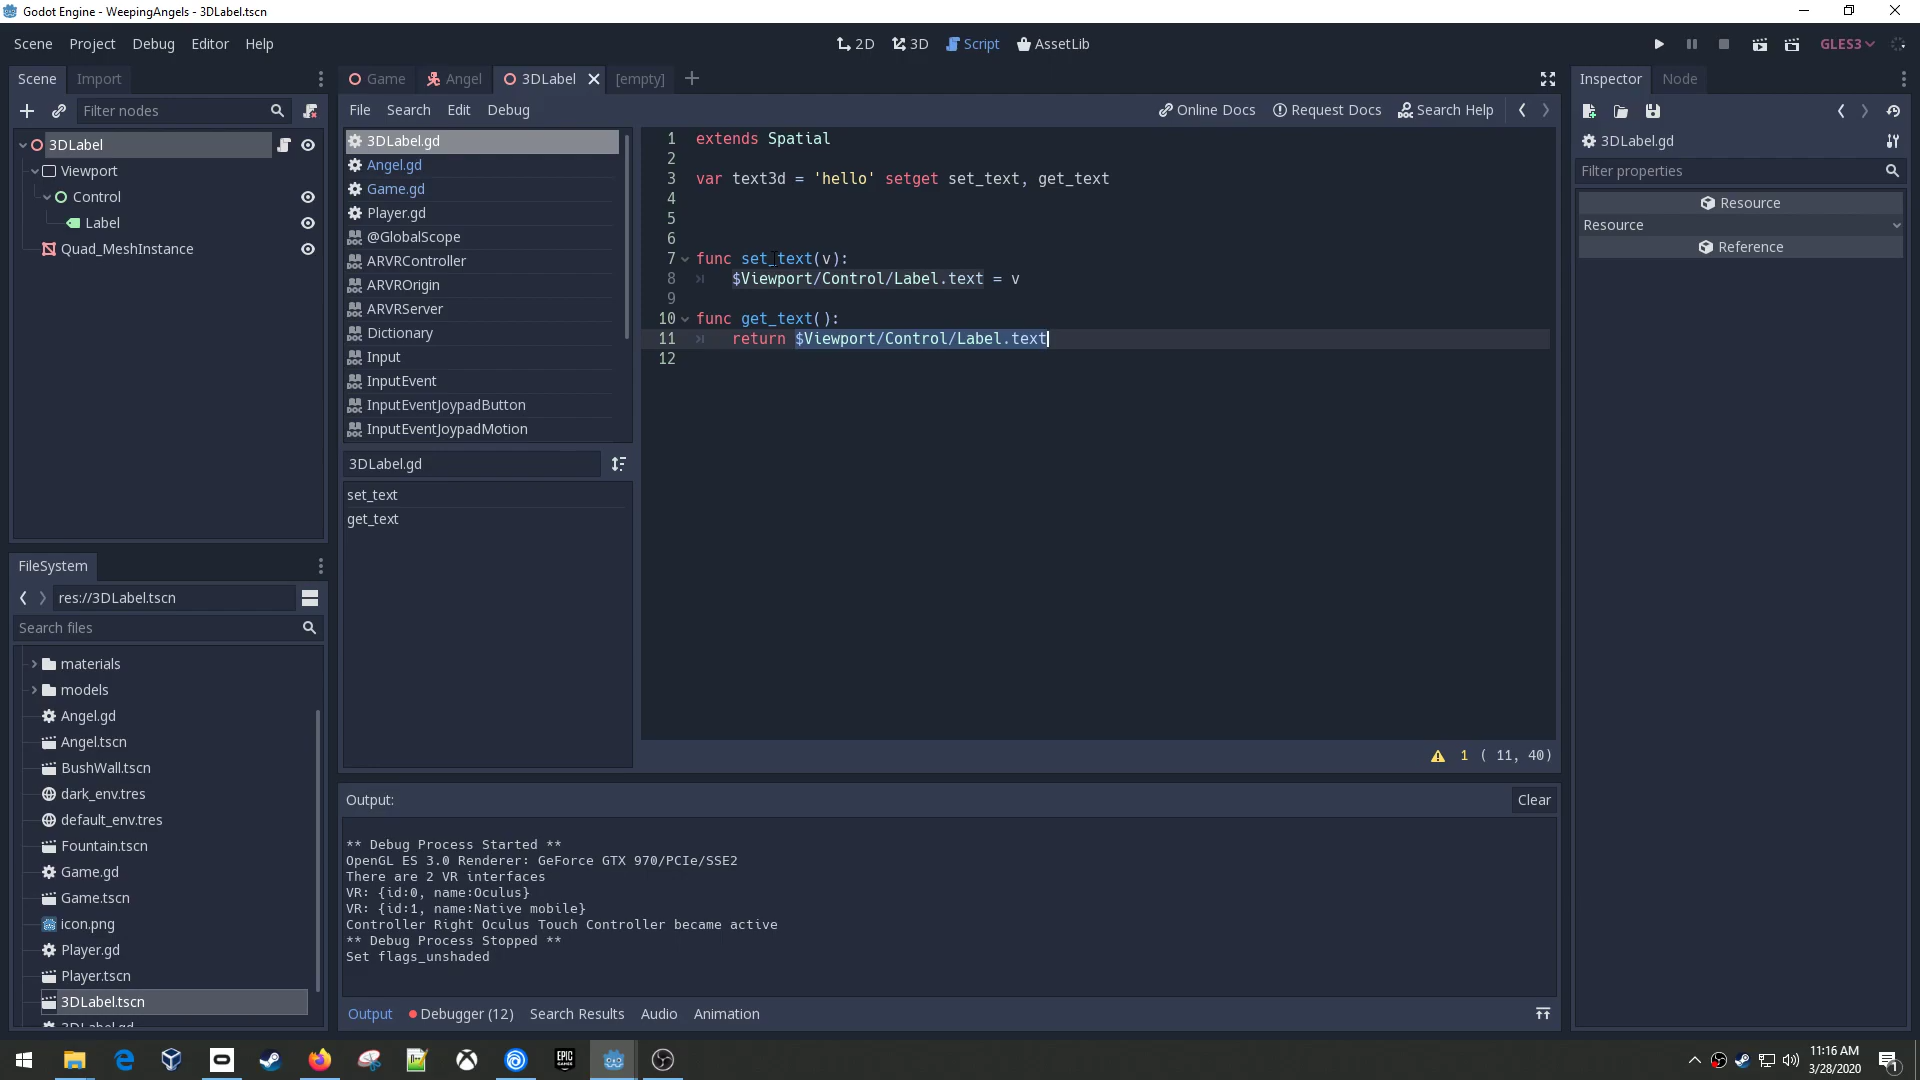 Godot Engine - WeepingAngels - 3DLabel.tscn
Scene Project Debug Editor Help
2D 3D Script AssetLib
GLES3
Scene Import
Filter nodes
3DLabel
Viewport
Control
Label
Quad_MeshInstance
FileSystem
res://3DLabel.tscn
Search files
materials
models
Angel.gd
Angel.tscn
BushWall.tscn
dark_env.tres
default_env.tres
Fountain.tscn
Game.gd
Game.tscn
icon.png
Player.gd
Player.tscn
3DLabel.tscn
3DLabel.gd
Game Angel 3DLabel [empty]
File Search Edit Debug
Online Docs Request Docs Search Help
3DLabel.gd
Angel.gd
Game.gd
Player.gd
@GlobalScope
ARVRController
ARVROrigin
ARVRServer
Dictionary
Input
InputEvent
InputEventJoypadButton
InputEventJoypadMotion
3DLabel.gd
set_text
get_text
1 extends Spatial
2
3 var text3d = 'hello' setget set_text, get_text
4
5
6
7 func set_text(v):
8 $Viewport/Control/Label.text = v
9
10 func get_text():
11 return $Viewport/Control/Label.text
12
1 ( 11, 40)
Output:
Clear
** Debug Process Started **
OpenGL ES 3.0 Renderer: GeForce GTX 970/PCIe/SSE2
There are 2 VR interfaces
VR: {id:0, name:Oculus}
VR: {id:1, name:Native mobile}
Controller Right Oculus Touch Controller became active
** Debug Process Stopped **
Set flags_unshaded
Output Debugger (12) Search Results Audio Animation
Inspector Node
3DLabel.gd
Filter properties
Resource
Resource
Reference
EPIC
GAMES
11:16 AM
3/28/2020
1